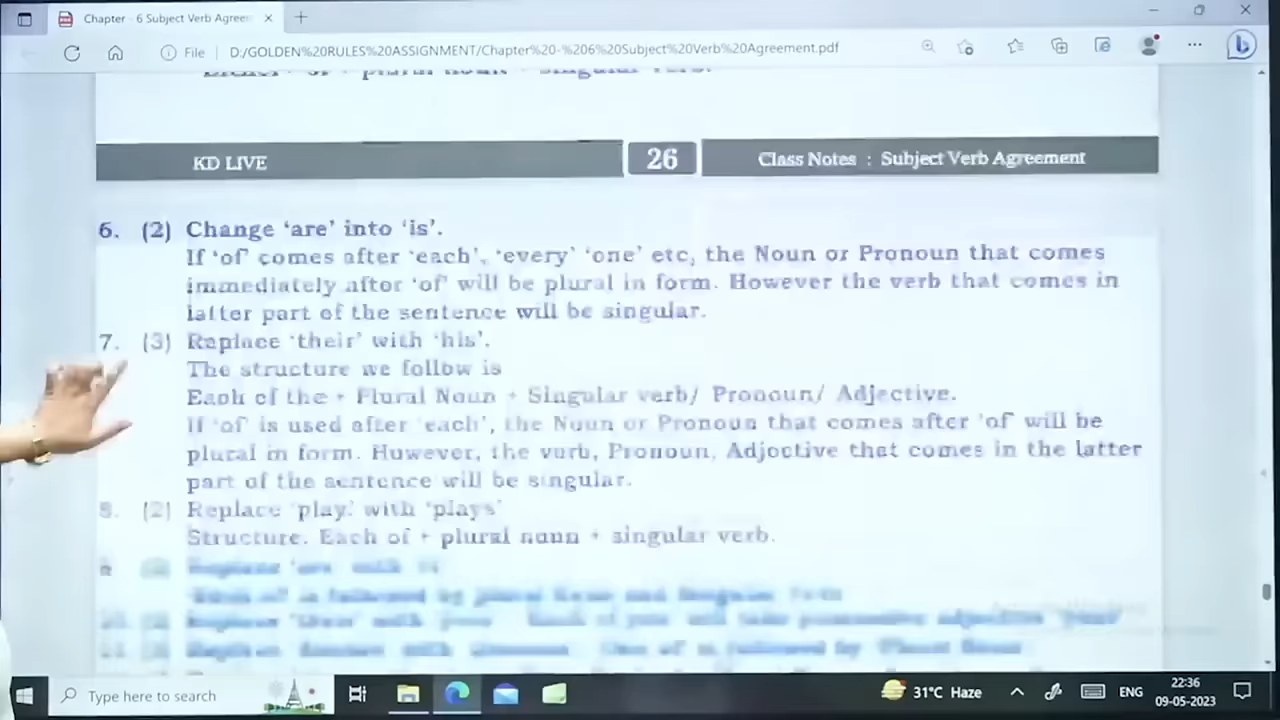 Chapter - 6 Subject Verb Agreer
File D:/GOLDEN%20RULES%20ASSIGNMENT/Chapter%20-%206%20Subject%20Verb%20Agreement.pdf
KD LIVE 26 Class Notes : Subject Verb Agreement
6. (2) Change 'are' into 'is'.
If 'of' comes after 'each', 'every' 'one' etc, the Noun or Pronoun that comes
immediately after 'of' will be plural in form. However the verb that comes in
latter part of the sentence will be singular.
7. (3) Replace 'their' with 'his'.
The structure we follow is
Each of the + Plural Noun + Singular verb/ Pronoun/ Adjective.
If 'of' is used after 'each', the Noun or Pronoun that comes after 'of' will be
plural in form. However, the verb, Pronoun, Adjective that comes in the latter
part of the sentence will be singular.
8. (2) Replace 'play' with 'plays'
Structure. Each of + plural noun + singular verb.
Type here to search
31°C Haze
ENG
22:36
09-05-2023